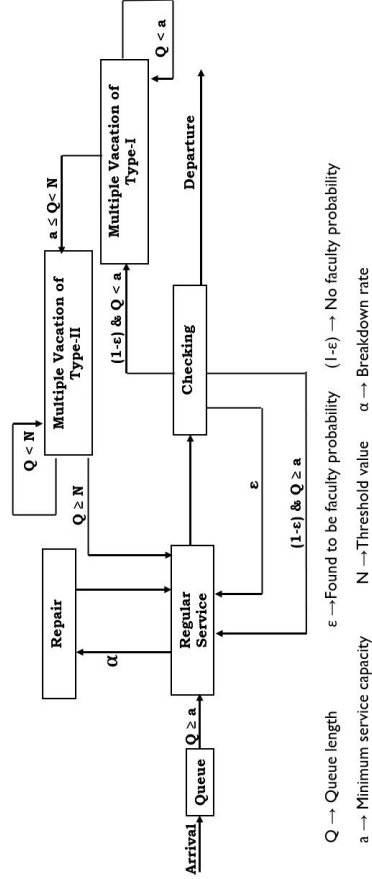 Arrival
Queue
Q ≥ a
Regular
Service
α
Repair
Q ≥ N
Q < N
Multiple Vacation of
Type-II
a ≤ Q< N
Multiple Vacation of
Type-I
Q < a
(1-ε) & Q < a
Checking
Departure
ε
(1-ε) & Q ≥ a
Q → Queue length ε →Found to be faculty probability (1-ε) → No faculty probability
a → Minimum service capacity N →Threshold value α → Breakdown rate